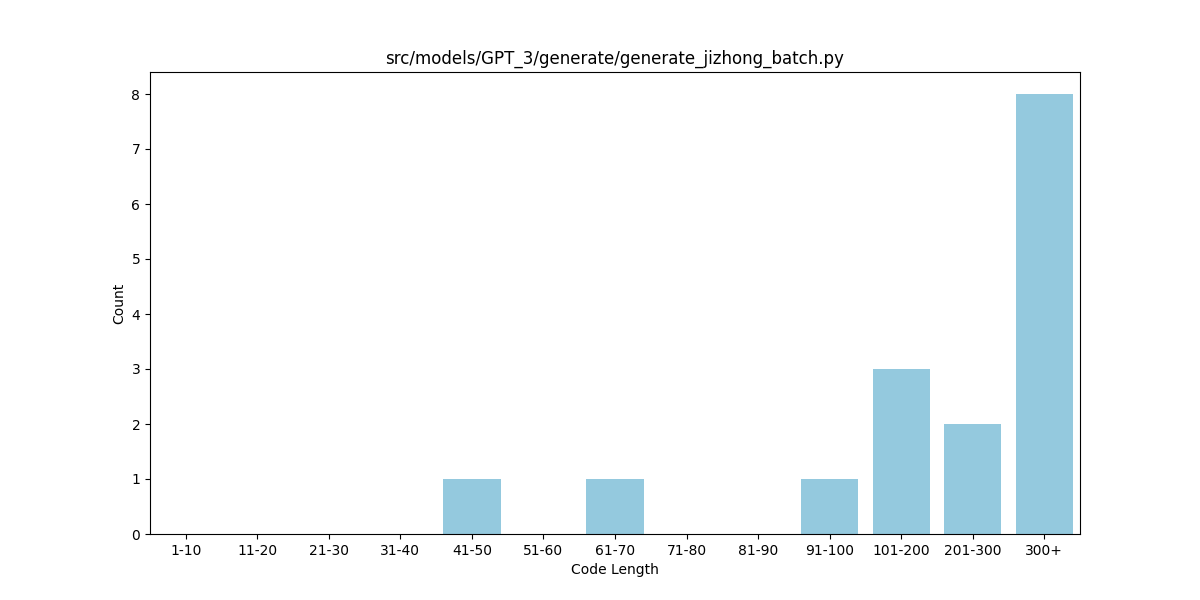 src/models/GPT_3/generate/generate_jizhong_batch.py
8
7
6
5
4
3
2
1
0
Count
1-10 11-20 21-30 31-40 41-50 51-60 61-70 71-80 81-90 91-100 101-200 201-300 300+
Code Length